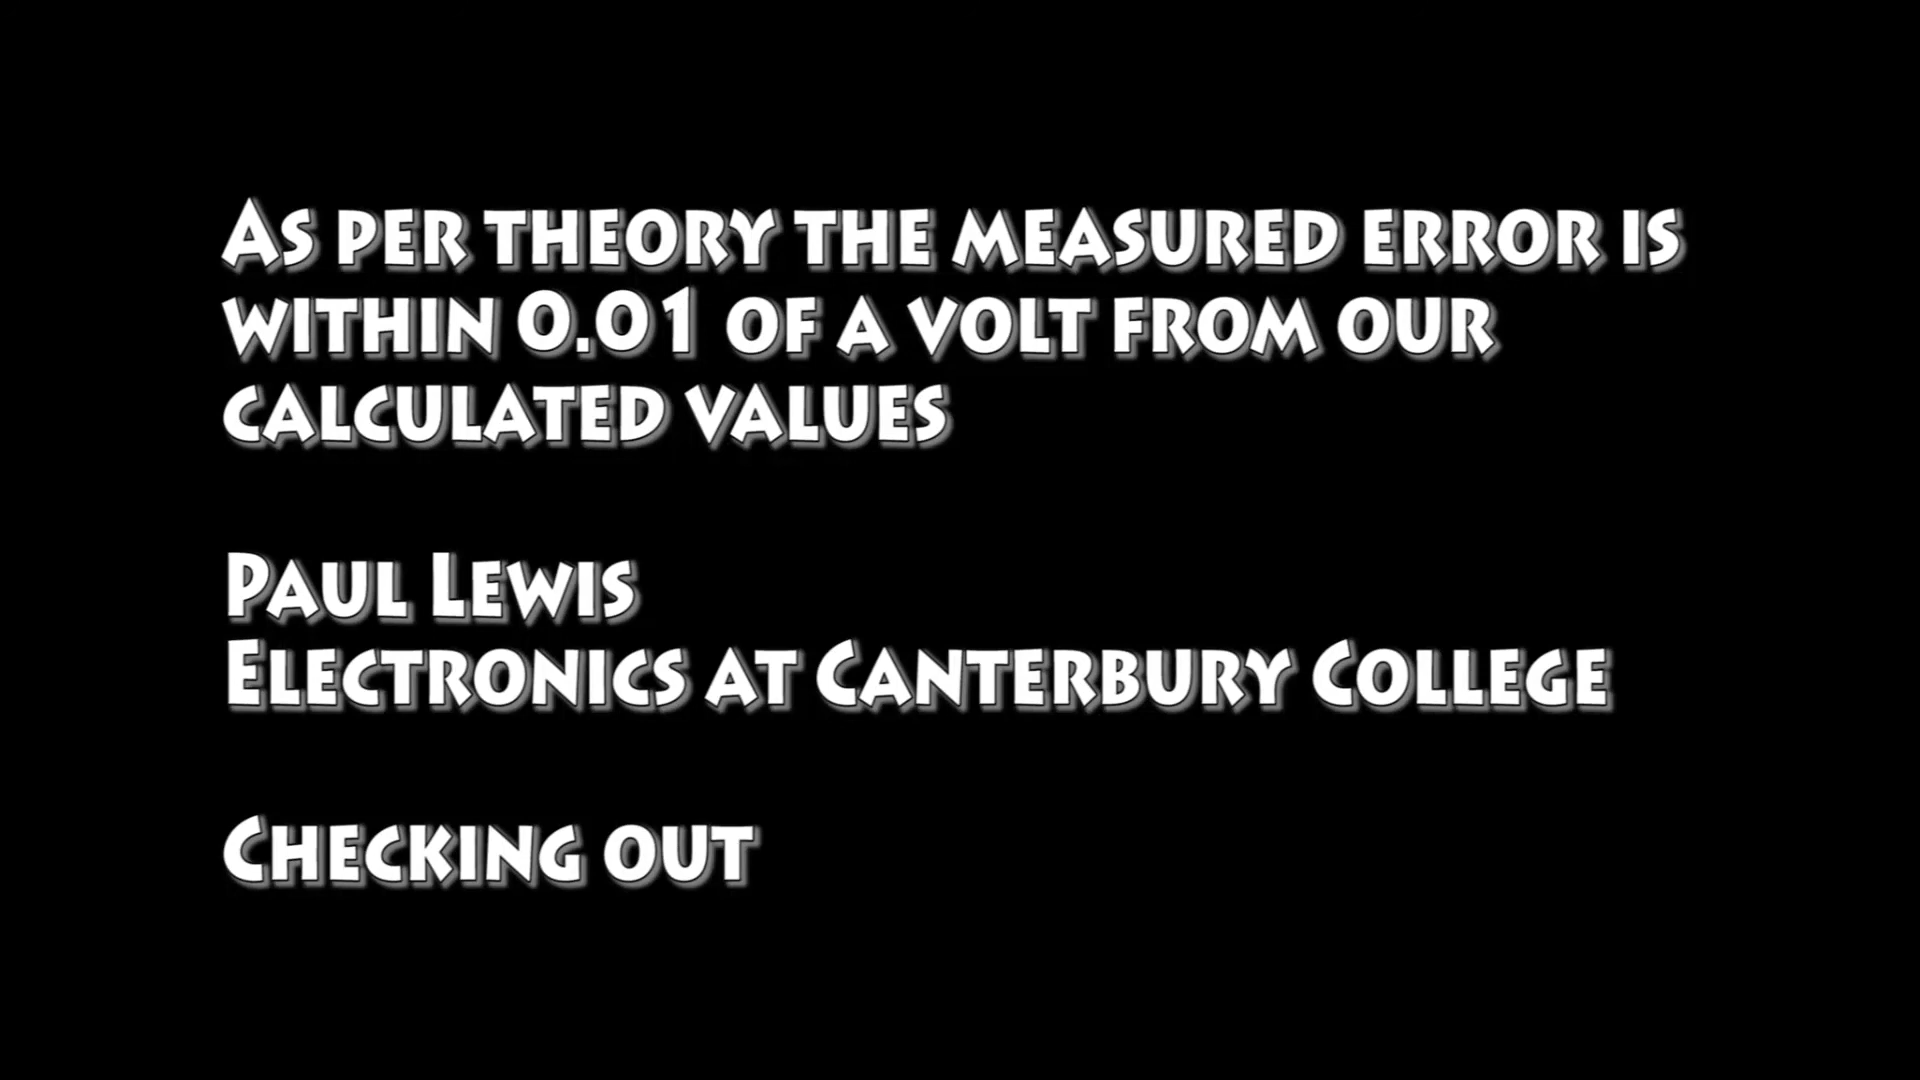 As per theory the measured error is
within 0.01 of a volt from our
calculated values
Paul Lewis
Electronics at Canterbury College
Checking out